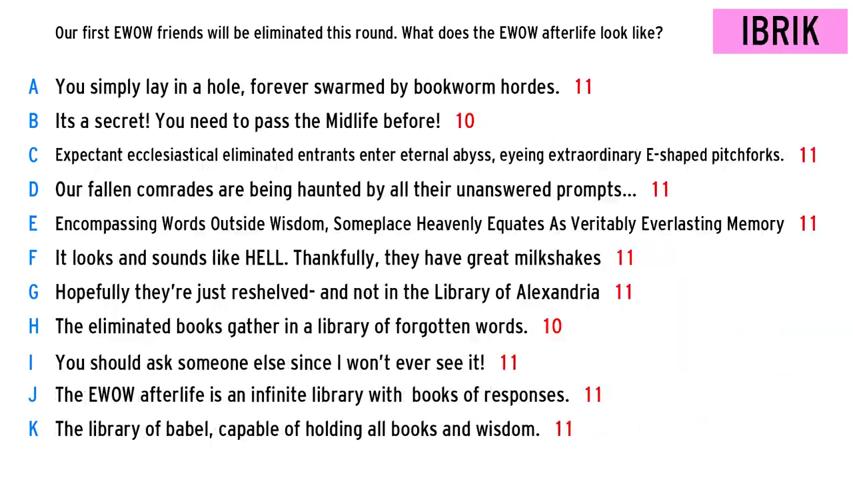 Our first EWOW friends will be eliminated this round. What does the EWOW afterlife look like?
IBRIK
A You simply lay in a hole, forever swarmed by bookworm hordes. 11
B Its a secret! You need to pass the Midlife before! 10
C Expectant ecclesiastical eliminated entrants enter eternal abyss, eyeing extraordinary E-shaped pitchforks. 11
D Our fallen comrades are being haunted by all their unanswered prompts... 11
E Encompassing Words Outside Wisdom, Someplace Heavenly Equates As Veritably Everlasting Memory 11
F It looks and sounds like HELL. Thankfully, they have great milkshakes 11
G Hopefully they're just reshelved- and not in the Library of Alexandria 11
H The eliminated books gather in a library of forgotten words. 10
I You should ask someone else since I won't ever see it! 11
J The EWOW afterlife is an infinite library with books of responses. 11
K The library of babel, capable of holding all books and wisdom. 11